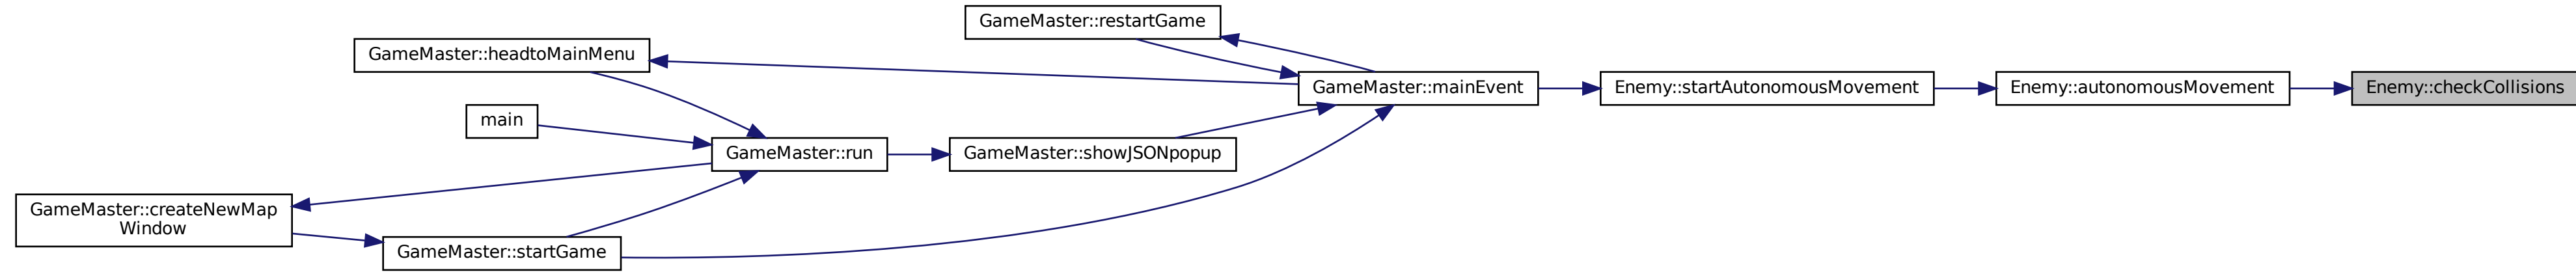 GameMaster::restartGame
GameMaster::headtoMainMenu
GameMaster::mainEvent
Enemy::startAutonomousMovement
Enemy::autonomousMovement
Enemy::checkCollisions
main
GameMaster::run
GameMaster::showJSONpopup
GameMaster::createNewMap
Window
GameMaster::startGame